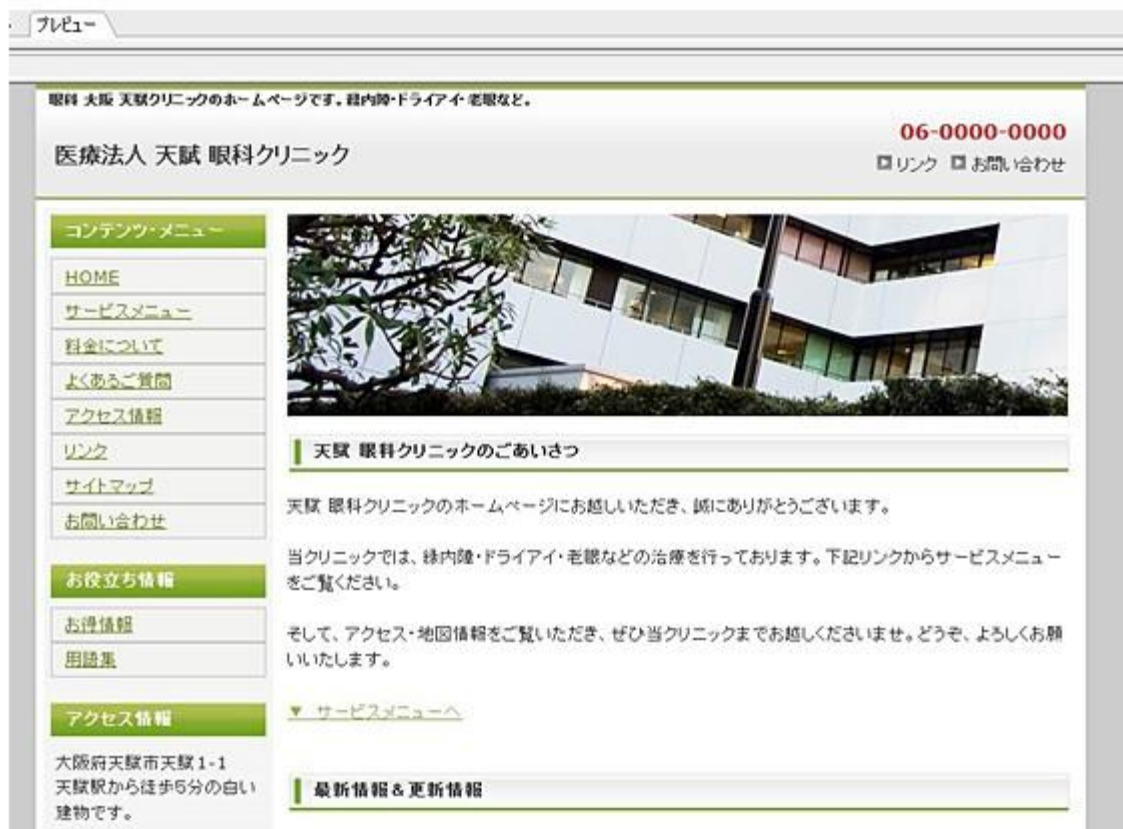 プレビュー
眼科 大阪 天賦クリニックのホームページです。緑内障・ドライアイ・老眼など。
医療法人 天賦 眼科クリニック
06-0000-0000
リンク お問い合わせ
コンテンツ・メニュー
HOME
サービスメニュー
料金について
よくあるご質問
アクセス情報
リンク
サイトマップ
お問い合わせ
お役立ち情報
お得情報
用語集
アクセス情報
大阪府天賦市天賦1-1
天賦駅から徒歩5分の白い
建物です。
天賦 眼科クリニックのごあいさつ
天賦 眼科クリニックのホームページにお越しいただき、誠にありがとうございます。
当クリニックでは、緑内障・ドライアイ・老眼などの治療を行っております。下記リンクからサービスメニュー
をご覧ください。
そして、アクセス・地図情報をご覧いただき、ぜひ当クリニックまでお越しくださいませ。どうぞ、よろしくお願
いいたします。
▼ サービスメニューへ
最新情報&更新情報